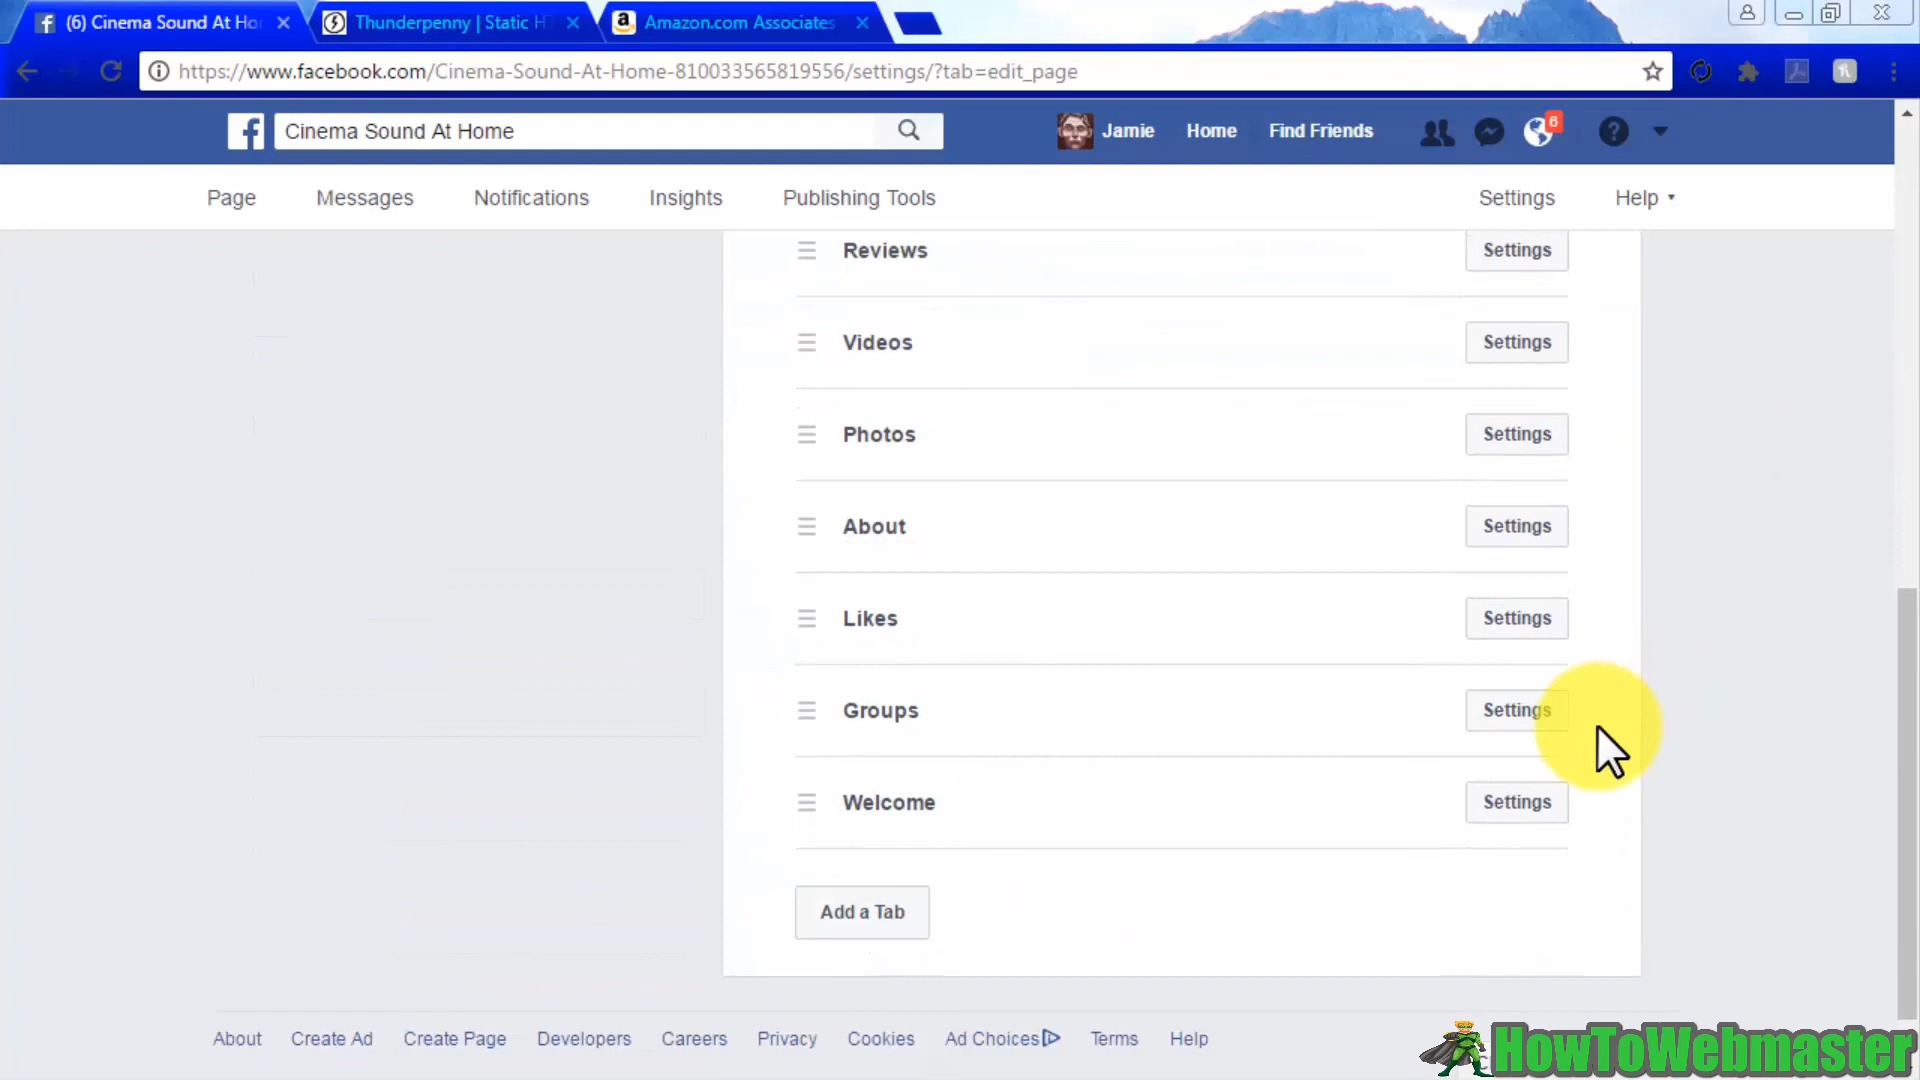 (6) Cinema Sound At Ho
Thunderpenny | Static HT
Amazon.com Associates
https://www.facebook.com/Cinema-Sound-At-Home-810033565819556/settings/?tab=edit_page
Cinema Sound At Home
Jamie Home Find Friends 6
Page Messages Notifications Insights Publishing Tools Settings Help
Reviews Settings
Videos Settings
Photos Settings
About Settings
Likes Settings
Groups Settings
Welcome Settings
Add a Tab
About Create Ad Create Page Developers Careers Privacy Cookies Ad Choices Terms Help
HowToWebmaster